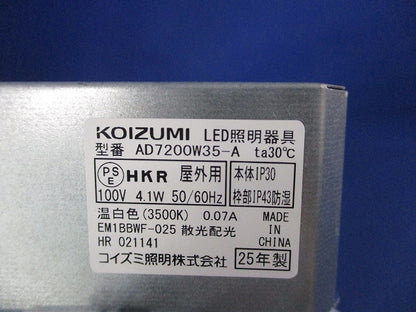 KOIZUMI LED照明器具
型番 AD7200W35-A ta30℃
PSE HKR 屋外用 本体IP30
100V 4.1W 50/60Hz 枠部IP43防湿
温白色(3500K) 0.07A MADE
EM1BBWF-025 散光配光 IN
HR 021141 CHINA
コイズミ照明株式会社 25年製